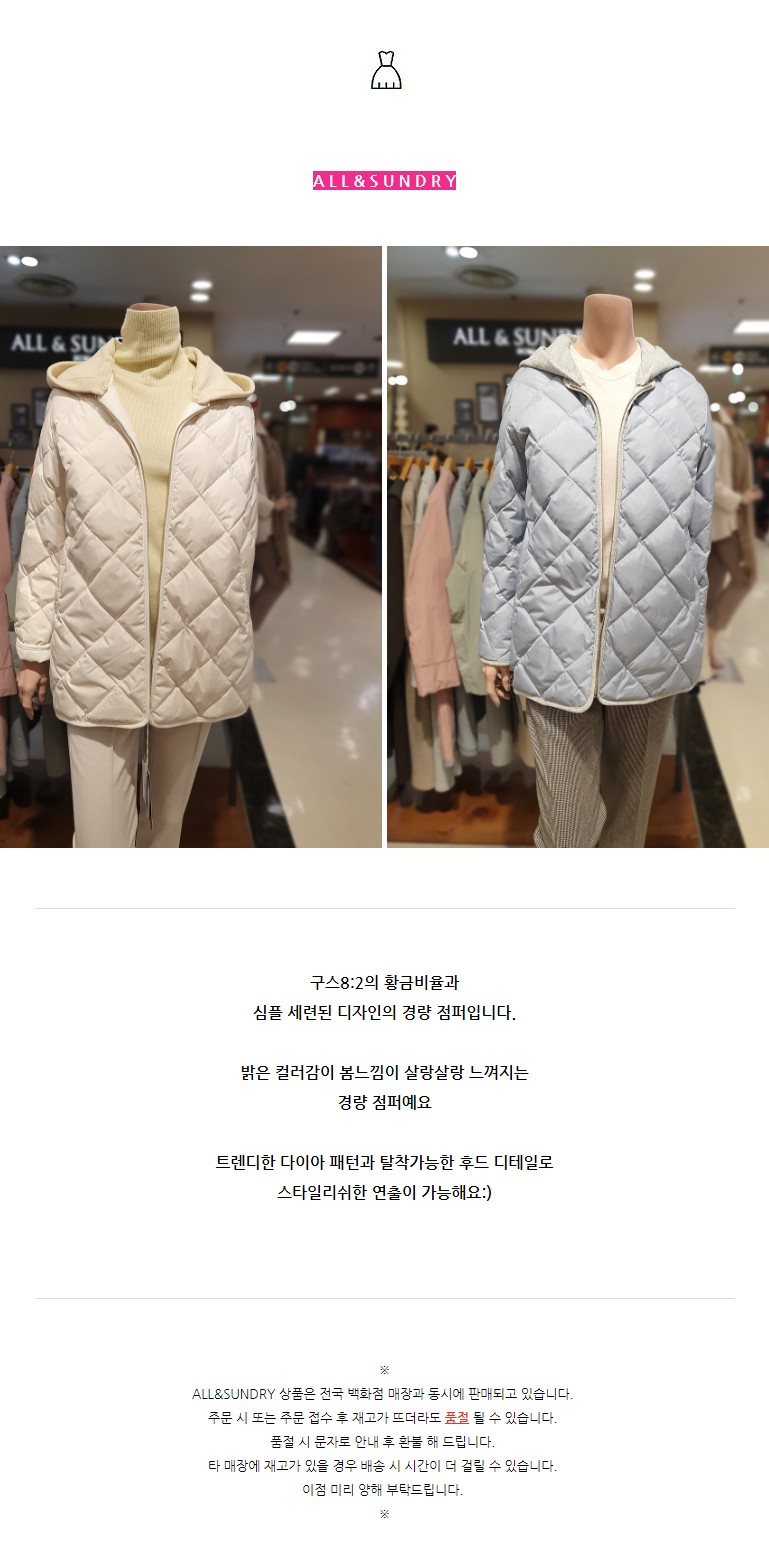 ALL&SUNDRY
ALL & SUN
ALL & SUN
구스8:2의 황금비율과
심플 세련된 디자인의 경량 점퍼입니다.
밝은 컬러감이 봄느낌이 살랑살랑 느껴지는
경량 점퍼예요
트렌디한 다이아 패턴과 탈착가능한 후드 디테일로
스타일리쉬한 연출이 가능해요:)
※
ALL&SUNDRY 상품은 전국 백화점 매장과 동시에 판매되고 있습니다.
주문 시 또는 주문 접수 후 재고가 뜨더라도 품절 될 수 있습니다.
품절 시 문자로 안내 후 환불 해 드립니다.
타 매장에 재고가 있을 경우 배송 시 시간이 더 걸릴 수 있습니다.
이점 미리 양해 부탁드립니다.
※